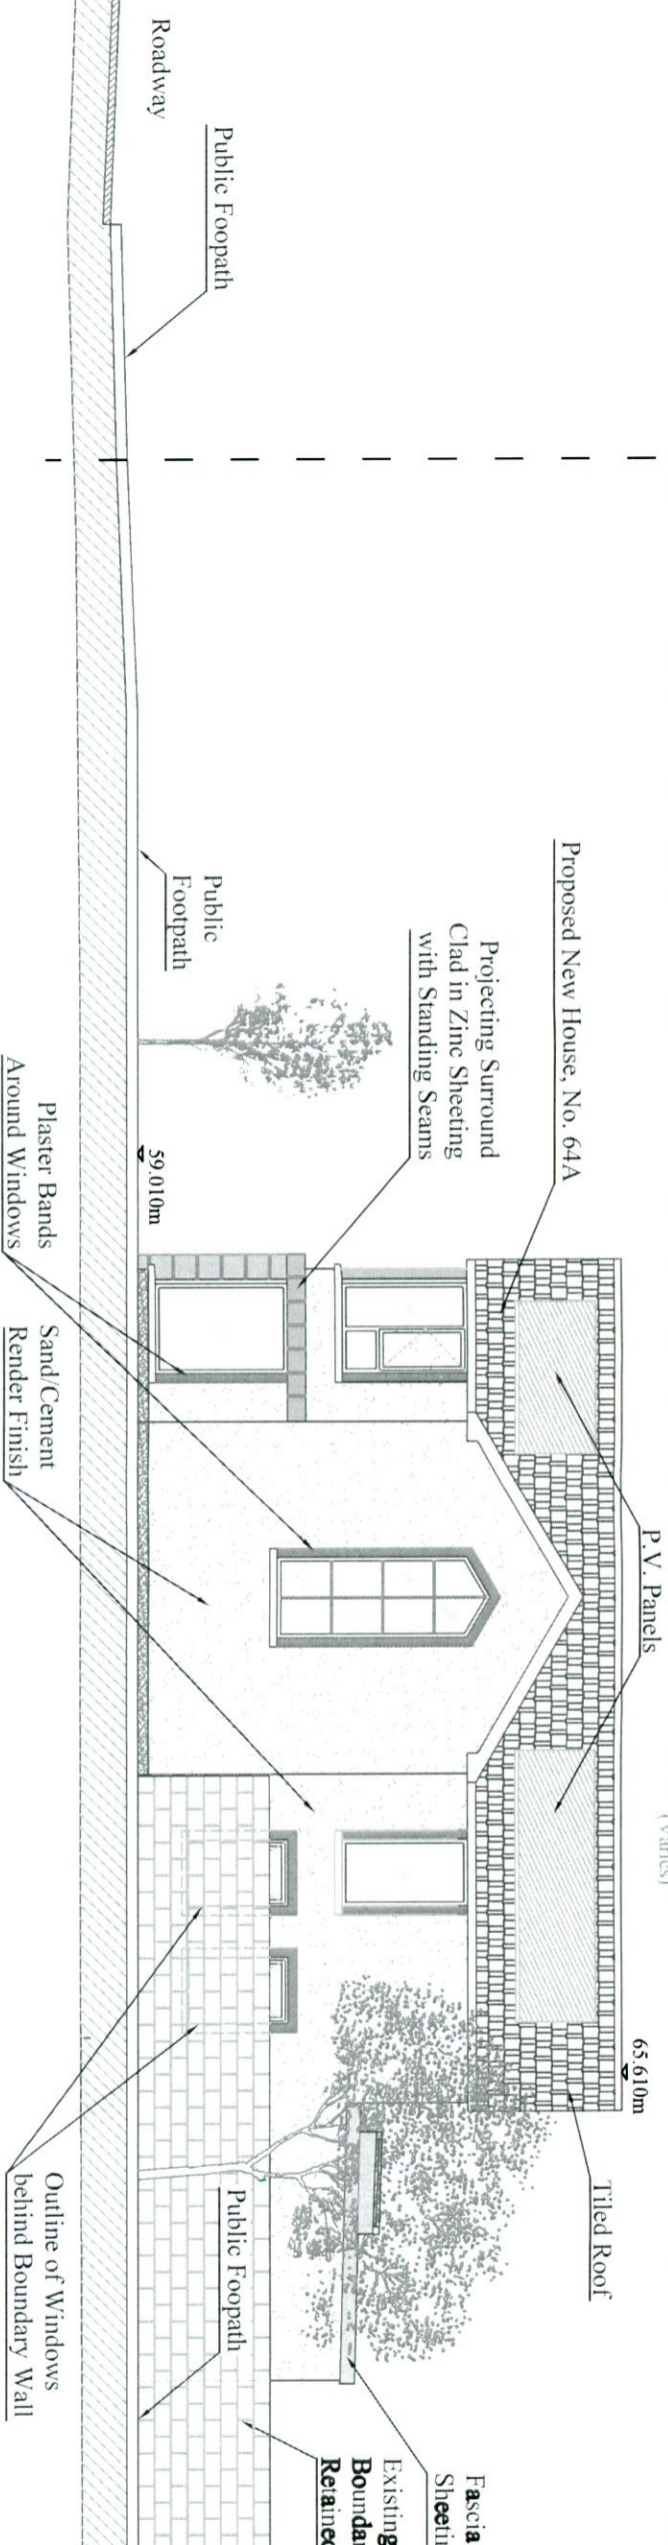 Roadway
Public Foopath
Public
Footpath
Proposed New House, No. 64A
Projecting Surround
Clad in Zinc Sheeting
with Standing Seams
59.010m
Plaster Bands
Around Windows
Sand/Cement
Render Finish
P.V. Panels
(Varies)
65.610m
Tiled Roof
Public Foopath
Outline of Windows
behind Boundary Wall
Fascia
Existing